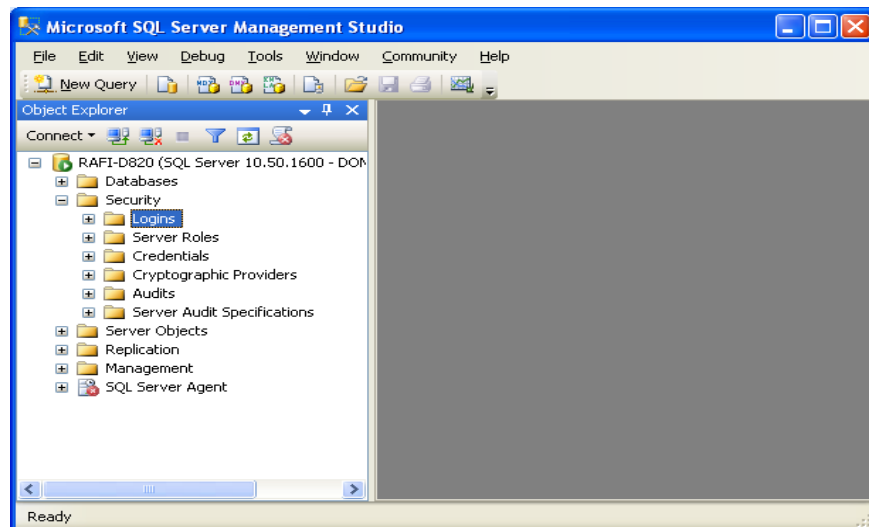 Microsoft SQL Server Management Studio
File Edit View Debug Tools Window Community Help
New Query
Object Explorer
Connect
RAFI-D820 (SQL Server 10.50.1600 - DOM
Databases
Security
Logins
Server Roles
Credentials
Cryptographic Providers
Audits
Server Audit Specifications
Server Objects
Replication
Management
SQL Server Agent
Ready